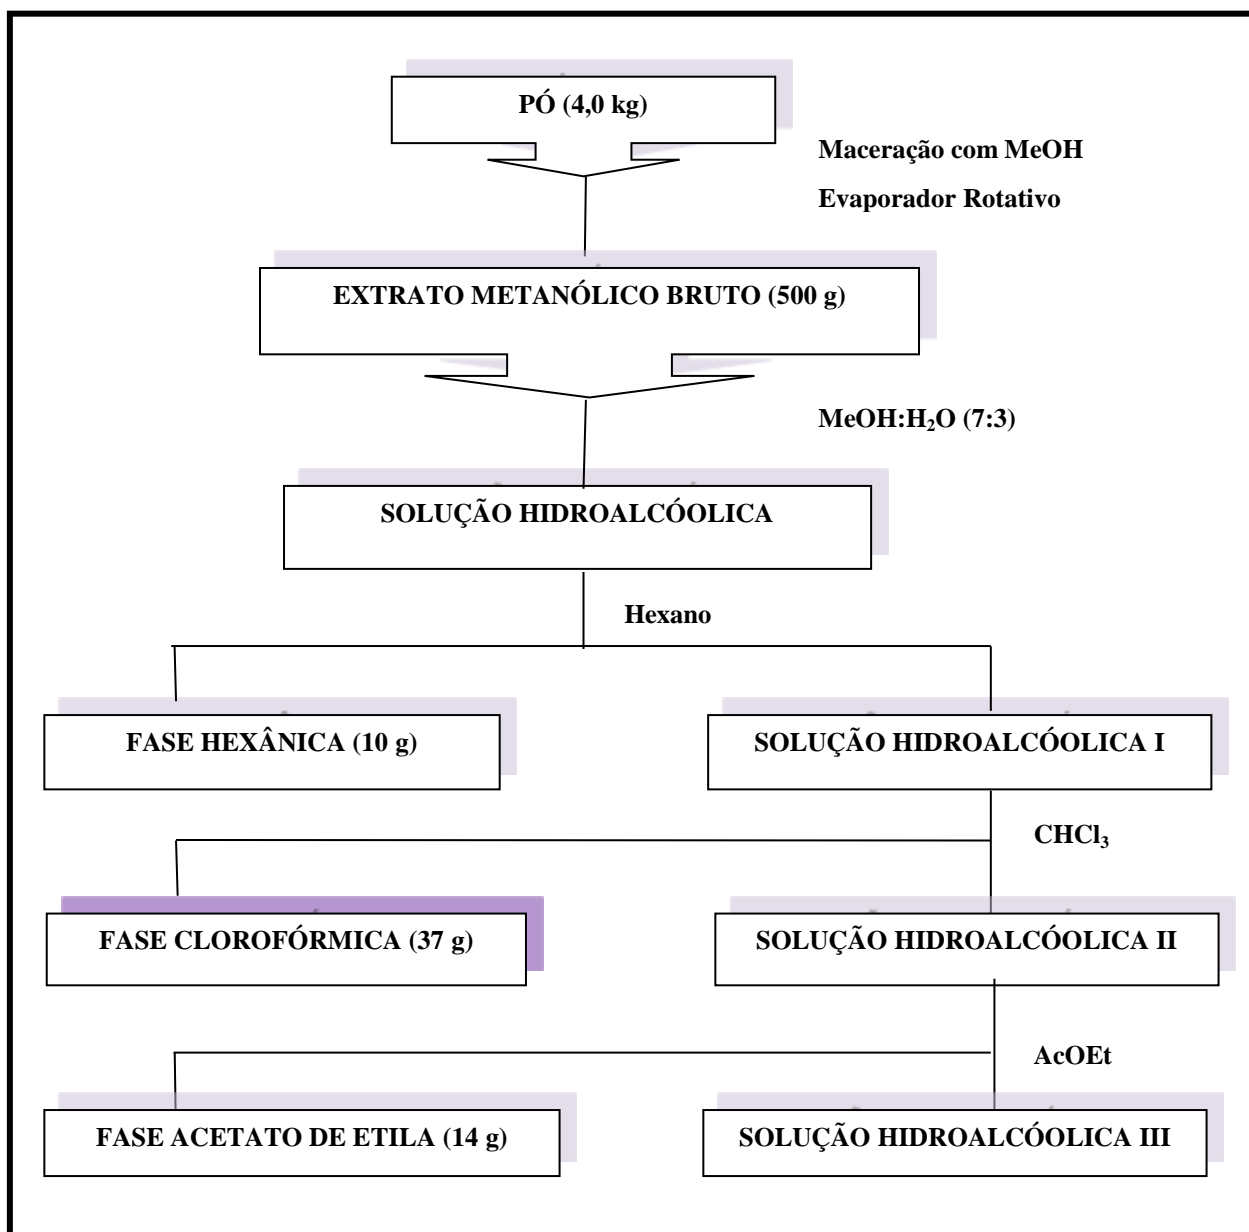 PÓ (4,0 kg)
Maceração com MeOH
Evaporador Rotativo
EXTRATO METANÓLICO BRUTO (500 g)
MeOH:H₂O (7:3)
SOLUÇÃO HIDROALCÓOLICA
Hexano
FASE HEXÂNICA (10 g)
SOLUÇÃO HIDROALCÓOLICA I
CHCl₃
FASE CLOROFÓRMICA (37 g)
SOLUÇÃO HIDROALCÓOLICA II
AcOEt
FASE ACETATO DE ETILA (14 g)
SOLUÇÃO HIDROALCÓOLICA III